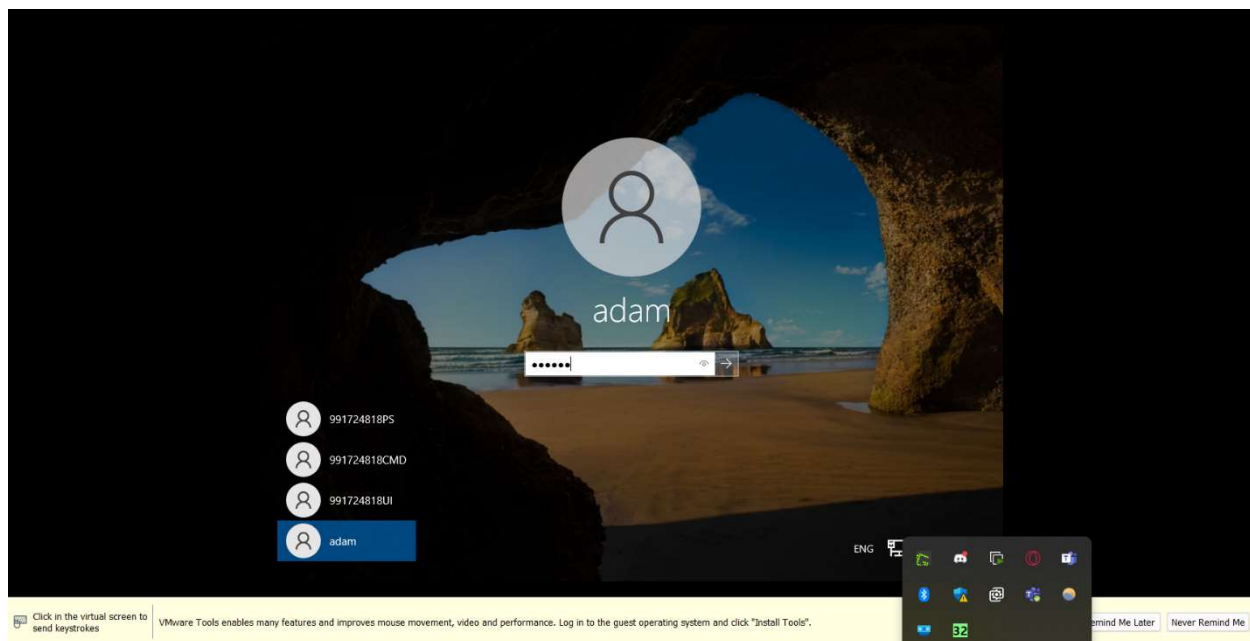 adam
991724818PS
991724818CMD
991724818UI
adam
ENG
32
Click in the virtual screen to
send keystrokes
VMware Tools enables many features and improves mouse movement, video and performance. Log in to the guest operating system and click "Install Tools".
emind Me Later
Never Remind Me